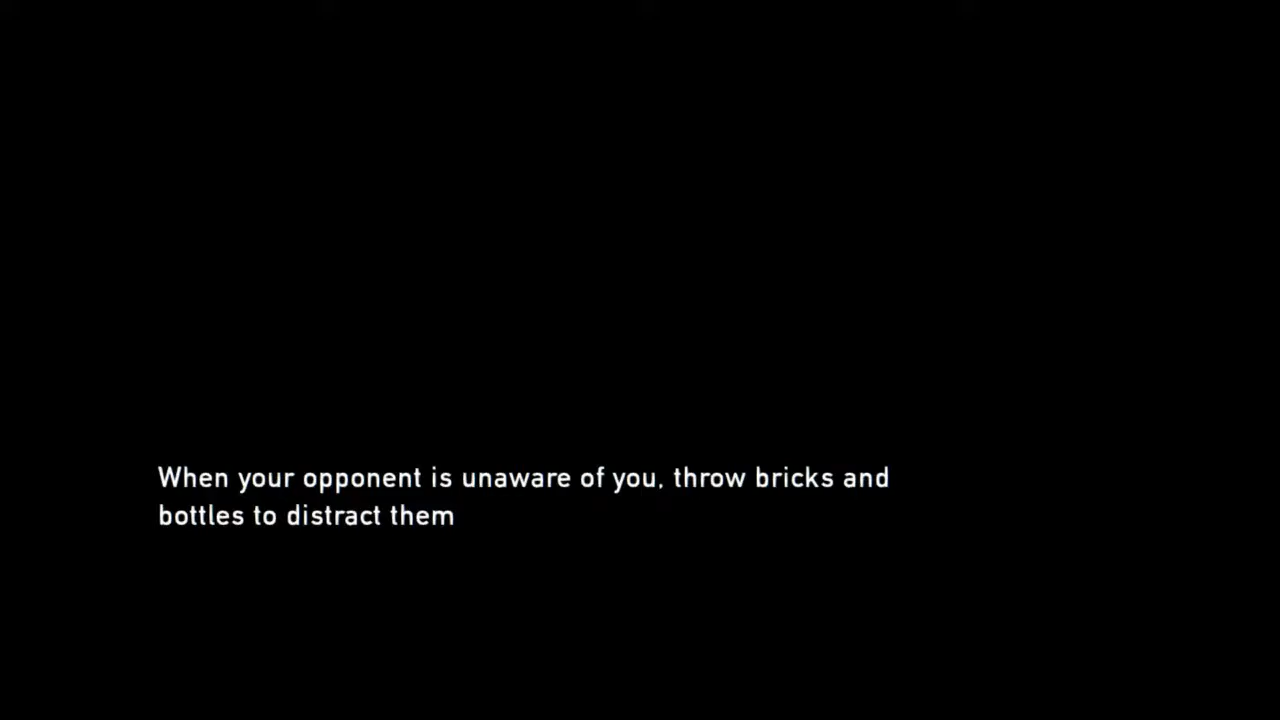 When your opponent is unaware of you, throw bricks and
bottles to distract them